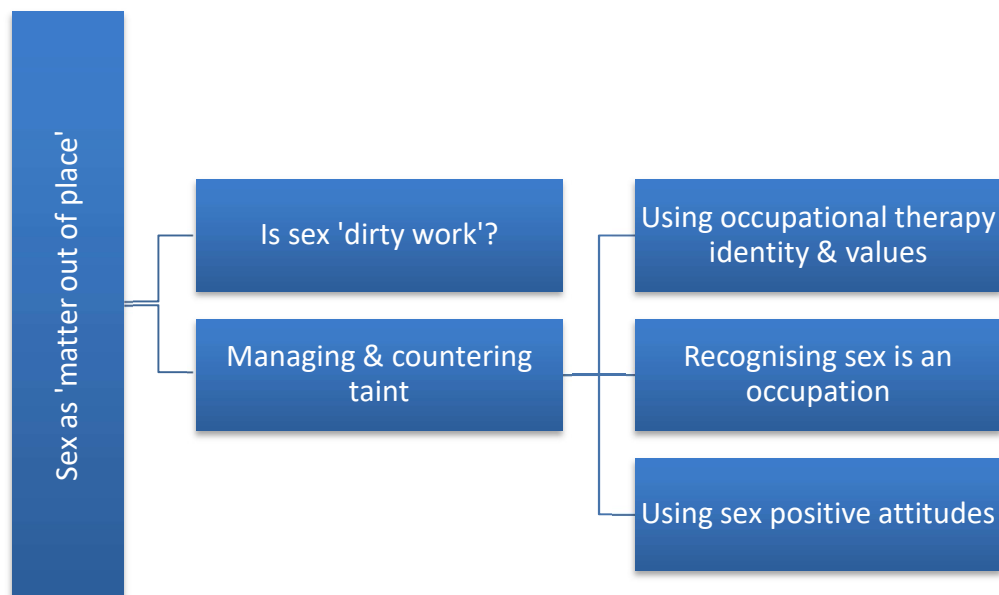 Sex as 'matter out of place'
Is sex 'dirty work'?
Managing & countering
taint
Using occupational therapy
identity & values
Recognising sex is an
occupation
Using sex positive attitudes